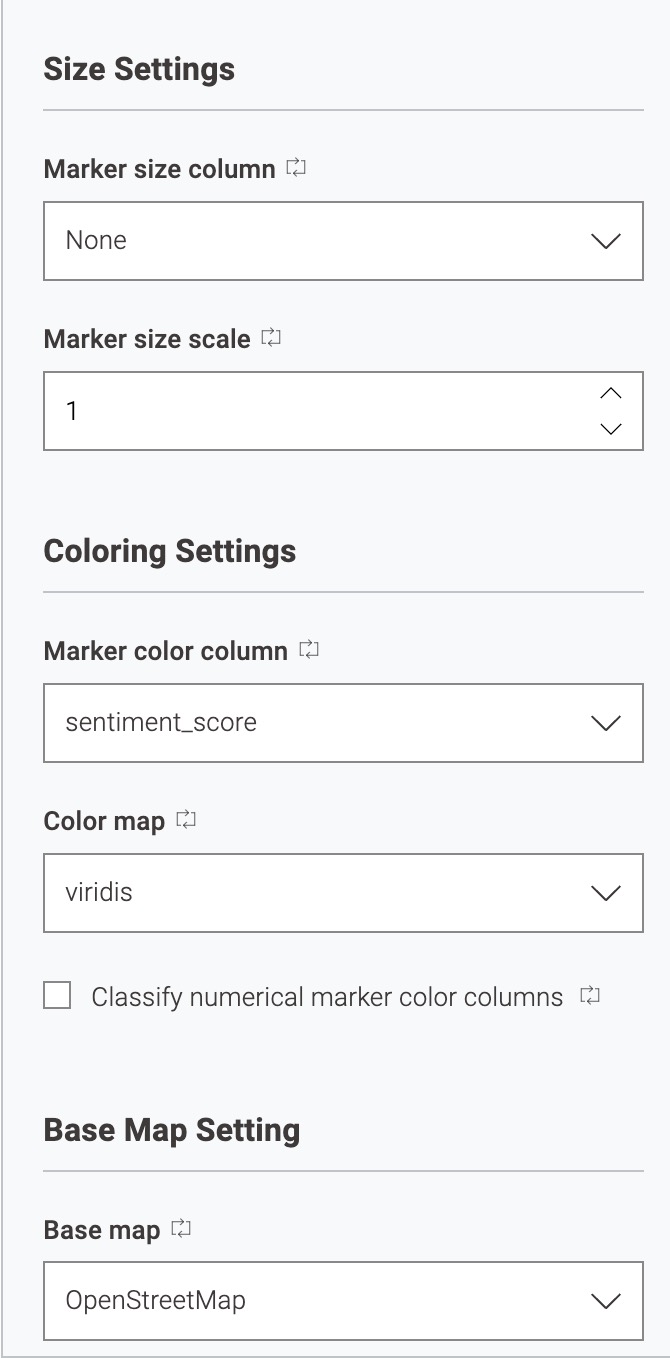 Size Settings
Marker size column
None
Marker size scale
1
Coloring Settings
Marker color column
sentiment_score
Color map
viridis
Classify numerical marker color columns
Base Map Setting
Base map
OpenStreetMap